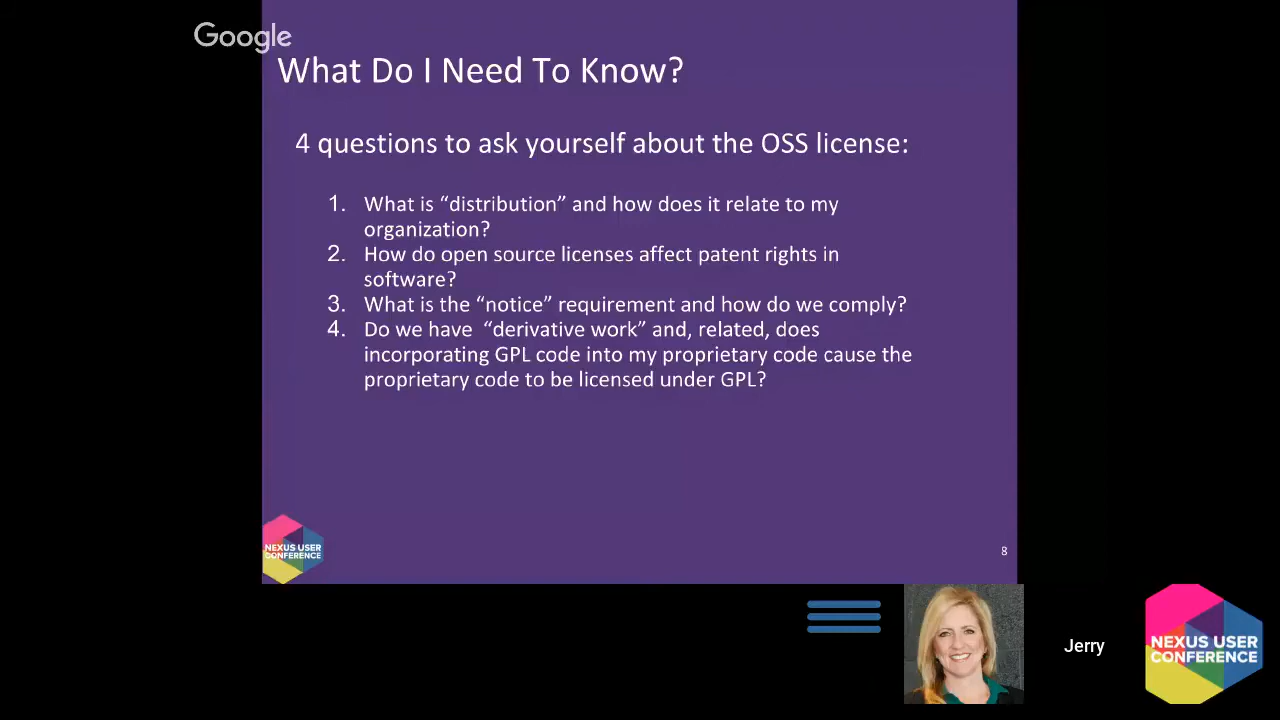 Google
What Do I Need To Know?
4 questions to ask yourself about the OSS license:
1. What is “distribution” and how does it relate to my
organization?
2. How do open source licenses affect patent rights in
software?
3. What is the “notice” requirement and how do we comply?
4. Do we have “derivative work” and, related, does
incorporating GPL code into my proprietary code cause the
proprietary code to be licensed under GPL?
NEXUS USER
CONFERENCE
8
Jerry
NEXUS USER
CONFERENCE